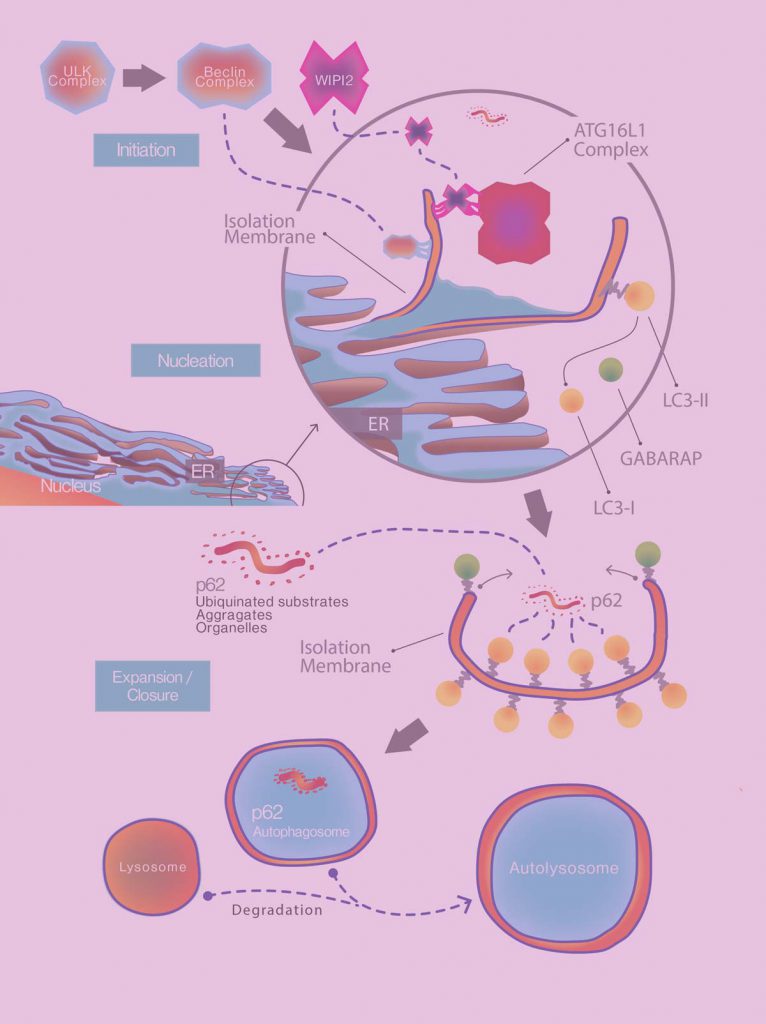 ULK
Complex
Beclin
Complex
WIPI2
Initiation
ATG16L1
Complex
Isolation
Membrane
Nucleation
ER
LC3-II
GABARAP
LC3-I
ER
Nucleus
p62
Ubiquinated substrates
Aggragates
Organelles
p62
Isolation
Membrane
Expansion /
Closure
p62
Autophagosome
Lysosome
Autolysosome
Degradation